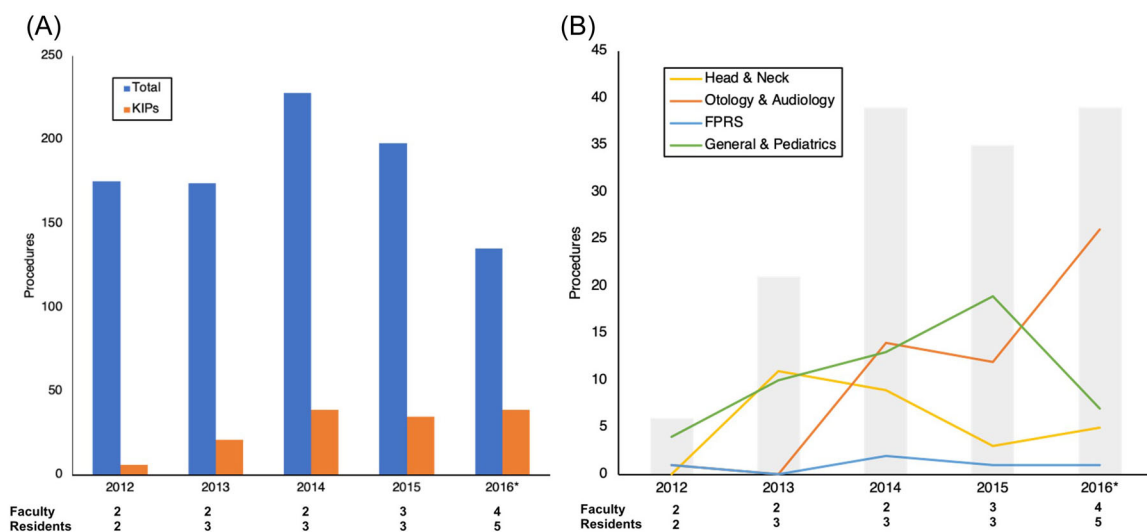 (A)
250
200
150
100
50
0
Procedures
Total
KIPs
2012 2013 2014 2015 2016*
Faculty 2 2 2 3 4
Residents 2 3 3 3 5
(B)
45
40
35
30
25
20
15
10
5
0
Procedures
Head & Neck
Otology & Audiology
FPRS
General & Pediatrics
2012 2013 2014 2015 2016*
Faculty 2 2 2 3 4
Residents 2 3 3 3 5